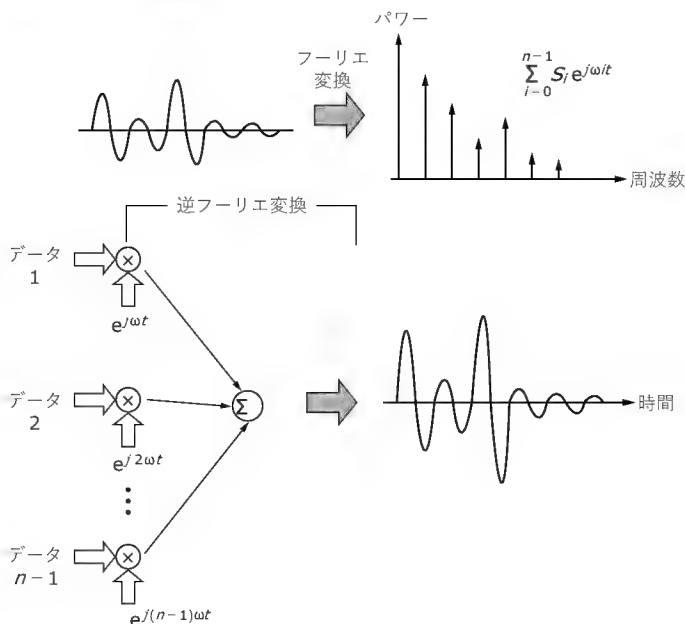 パワー
フーリエ
変換
n−1
Σ Sᵢ e^{jωit}
i−0
周波数
逆フーリエ変換
データ
1
×
e^{jωt}
データ
2
×
Σ
時間
e^{j2ωt}
⋮
データ
n−1
×
e^{j(n−1)ωt}